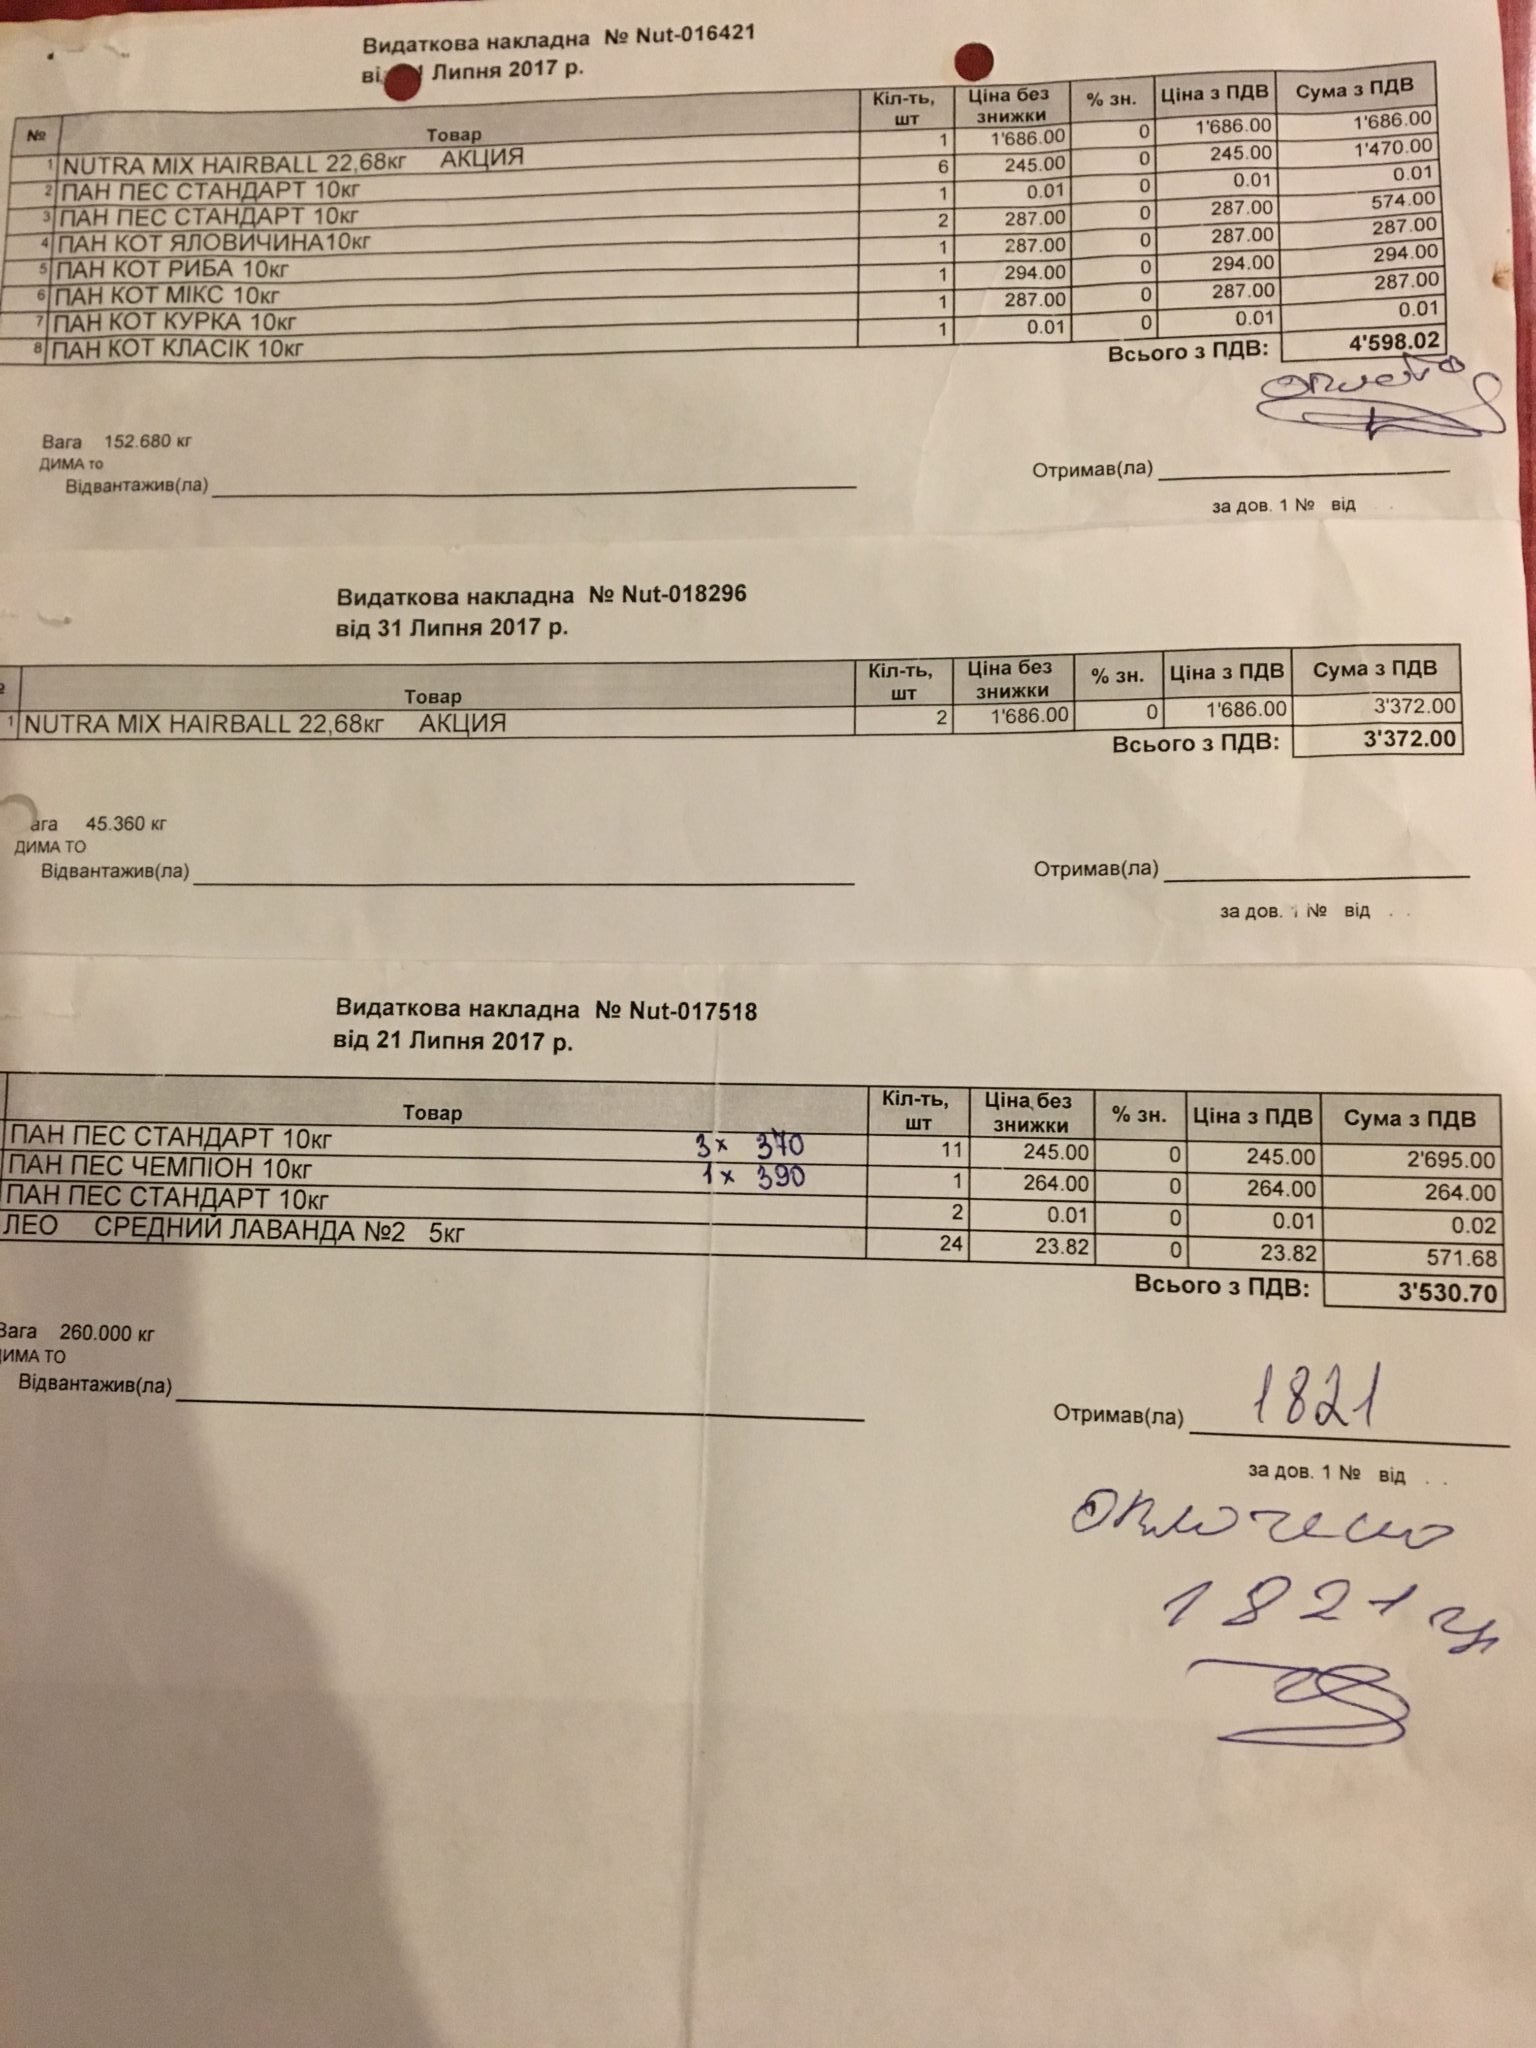 Видаткова накладна № Nut-016421
Липня 2017 р.
№ Товар Кіл-ть, шт Ціна без знижки % зн. Ціна з ПДВ Сума з ПДВ
1 NUTRA MIX HAIRBALL 22,68кг АКЦИЯ 1 1'686.00 0 1'686.00 1'686.00
2 ПАН ПЕС СТАНДАРТ 10кг 6 245.00 0 245.00 1'470.00
3 ПАН ПЕС СТАНДАРТ 10кг 1 0.01 0 0.01 0.01
4 ПАН КОТ ЯЛОВИЧИНА10кг 2 287.00 0 287.00 574.00
5 ПАН КОТ РИБА 10кг 1 287.00 0 287.00 287.00
6 ПАН КОТ МІКС 10кг 1 294.00 0 294.00 294.00
7 ПАН КОТ КУРКА 10кг 1 287.00 0 287.00 287.00
8 ПАН КОТ КЛАСІК 10кг 1 0.01 0 0.01 0.01
Всього з ПДВ: 4'598.02
Вага 152.680 кг
ДИМА то
Відвантажив(ла) Отримав(ла)
за дов. 1 № від . .
Видаткова накладна № Nut-018296
від 31 Липня 2017 р.
Товар Кіл-ть, шт Ціна без знижки % зн. Ціна з ПДВ Сума з ПДВ
1 NUTRA MIX HAIRBALL 22,68кг АКЦИЯ 2 1'686.00 0 1'686.00 3'372.00
Всього з ПДВ: 3'372.00
ага 45.360 кг
ДИМА ТО
Відвантажив(ла) Отримав(ла)
за дов. 1 № від . .
Видаткова накладна № Nut-017518
від 21 Липня 2017 р.
Товар Кіл-ть, шт Ціна без знижки % зн. Ціна з ПДВ Сума з ПДВ
ПАН ПЕС СТАНДАРТ 10кг 3 x 370 11 245.00 0 245.00 2'695.00
ПАН ПЕС ЧЕМПІОН 10кг 1 x 390 1 264.00 0 264.00 264.00
ПАН ПЕС СТАНДАРТ 10кг 2 0.01 0 0.01 0.02
ЛЕО СРЕДНИЙ ЛАВАНДА №2 5кг 24 23.82 0 23.82 571.68
Всього з ПДВ: 3'530.70
Вага 260.000 кг
ДИМА ТО
Відвантажив(ла) Отримав(ла) 1821
за дов. 1 № від . .
оплочено
1821 гр